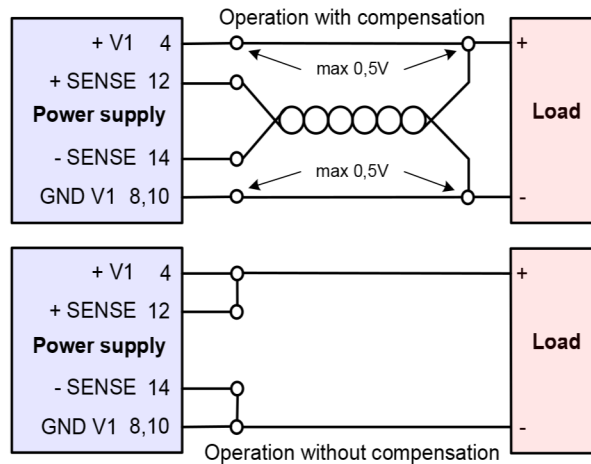 Operation with compensation
+ V1 4
+
max 0,5V
+ SENSE 12
Power supply
Load
- SENSE 14
max 0,5V
GND V1 8,10
-
+ V1 4
+
+ SENSE 12
Power supply
Load
- SENSE 14
GND V1 8,10
-
Operation without compensation